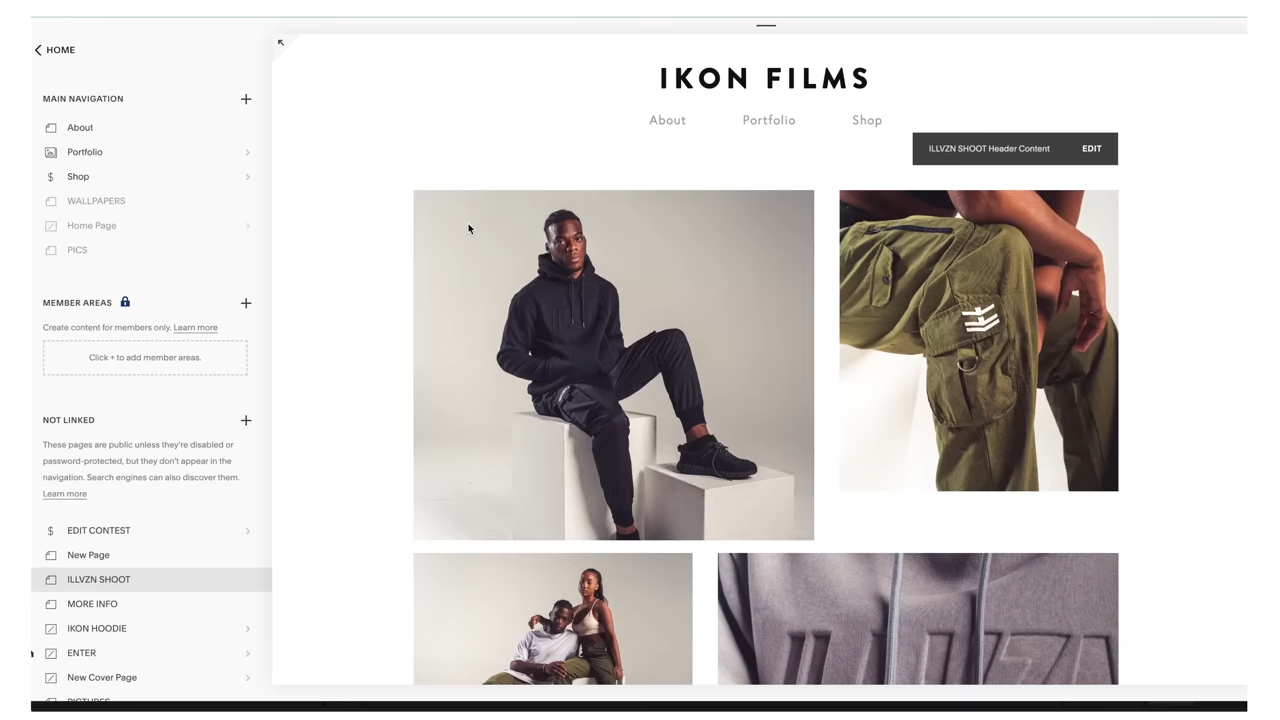 HOME
MAIN NAVIGATION
About
Portfolio
Shop
WALLPAPERS
Home Page
PICS
MEMBER AREAS
Create content for members only. Learn more
Click + to add member areas.
NOT LINKED
These pages are public unless they're disabled or
password-protected, but they don't appear in the
navigation. Search engines can also discover them.
Learn more
EDIT CONTEST
New Page
ILLVZN SHOOT
MORE INFO
IKON HOODIE
ENTER
New Cover Page
PICTURES
IKON FILMS
About Portfolio Shop
ILLVZN SHOOT Header Content EDIT